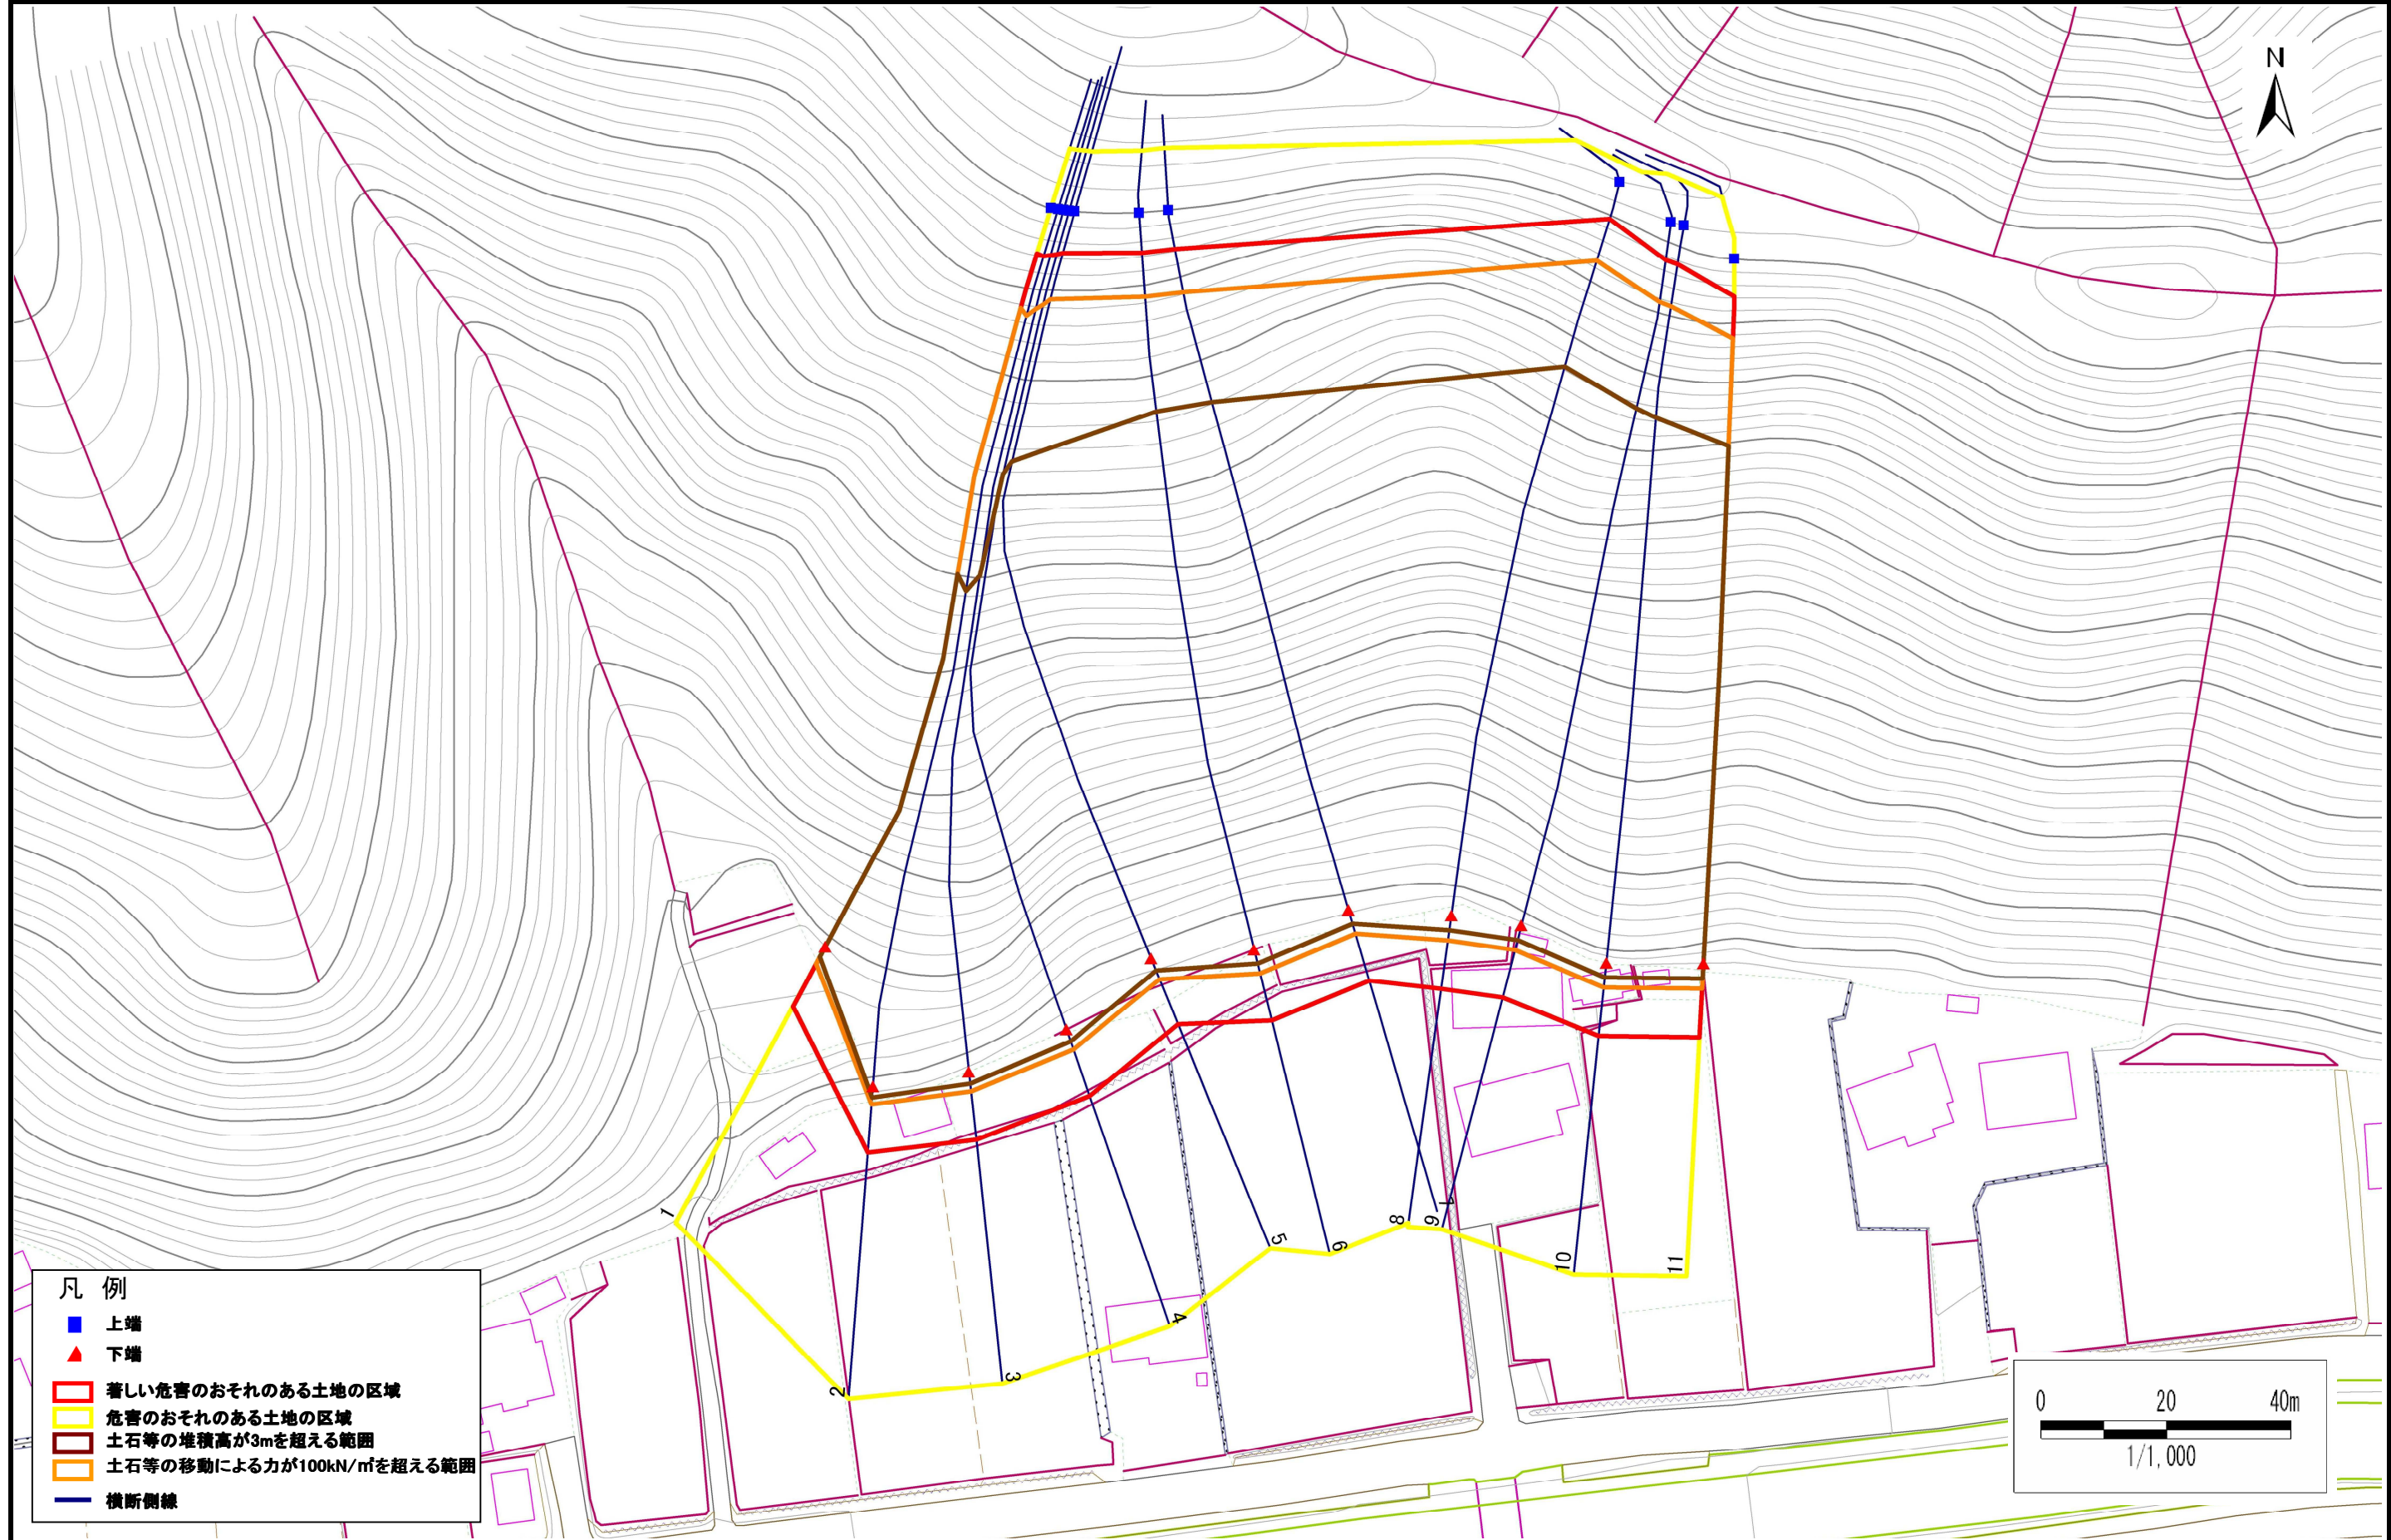 N
1
2
3
4
5
6
7
8
9
10
11
凡 例
上端
下端
著しい危害のおそれのある土地の区域
危害のおそれのある土地の区域
土石等の堆積高が3mを超える範囲
土石等の移動による力が100kN/㎡を超える範囲
横断側線
0 20 40m
1/1,000